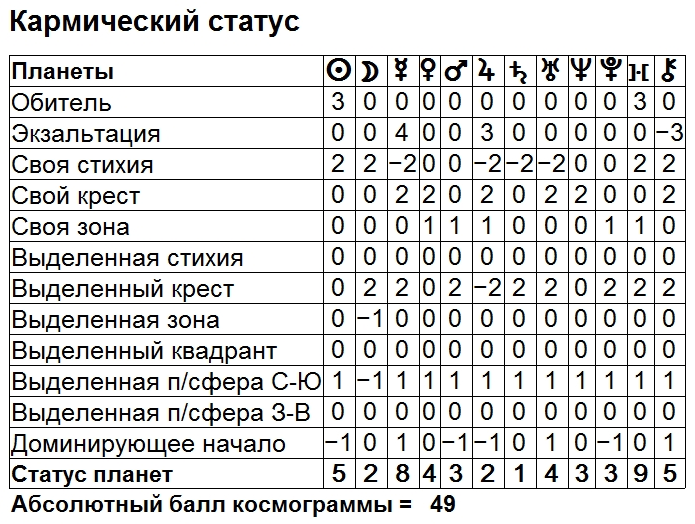 Кармический статус
Планеты ☉ ☽ ☿ ♀ ♂ ♃ ♄ ♅ ♆ ⯓ ]·[ ⚷
Обитель 3 0 0 0 0 0 0 0 0 0 3 0
Экзальтация 0 0 4 0 0 3 0 0 0 0 0 −3
Своя стихия 2 2 −2 0 0 −2 −2 −2 0 0 2 2
Свой крест 0 0 2 2 0 2 0 2 2 0 0 2
Своя зона 0 0 0 1 1 1 0 0 0 1 1 0
Выделенная стихия 0 0 0 0 0 0 0 0 0 0 0 0
Выделенный крест 0 2 2 0 2 −2 2 2 0 2 2 2
Выделенная зона 0 −1 0 0 0 0 0 0 0 0 0 0
Выделенный квадрант 0 0 0 0 0 0 0 0 0 0 0 0
Выделенная п/сфера С-Ю 1 −1 1 1 1 1 1 1 1 1 1 1
Выделенная п/сфера З-В 0 0 0 0 0 0 0 0 0 0 0 0
Доминирующее начало −1 0 1 0 −1 −1 0 1 0 −1 0 1
Статус планет 5 2 8 4 3 2 1 4 3 3 9 5
Абсолютный балл космограммы = 49